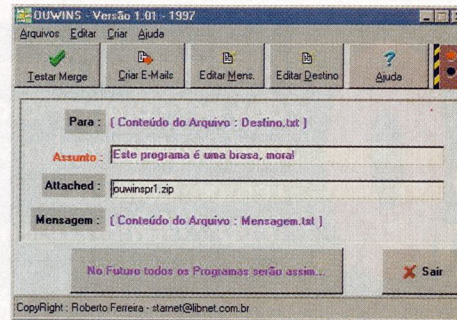 OUWINS - Versão 1.01 - 1997
Arquivos Editar Criar Ajuda
Testar Merge Criar E-Mails Editar Mens. Editar Destino Ajuda
Para : ( Conteúdo do Arquivo : Destino.txt )
Assunto : Este programa é uma brasa, mora!
Attached : ouwinspr1.zip
Mensagem : ( Conteúdo do Arquivo : Mensagem.txt )
No Futuro todos os Programas serão assim... Sair
CopyRight : Roberto Ferreira - starnet@libnet.com.br